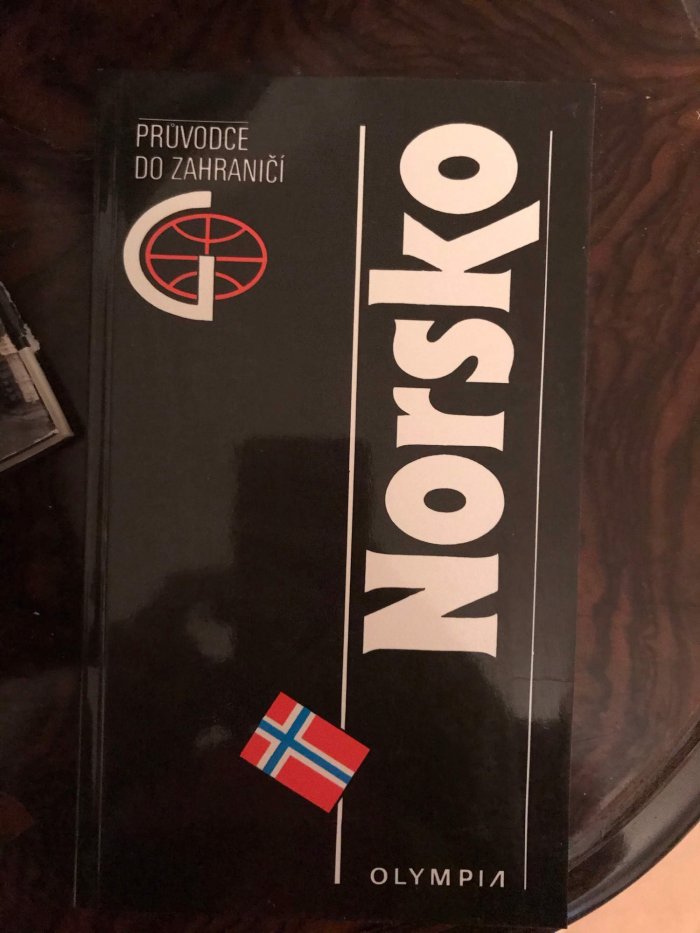 PRŮVODCE
DO ZAHRANIČÍ
Norsko
OLYMPIA